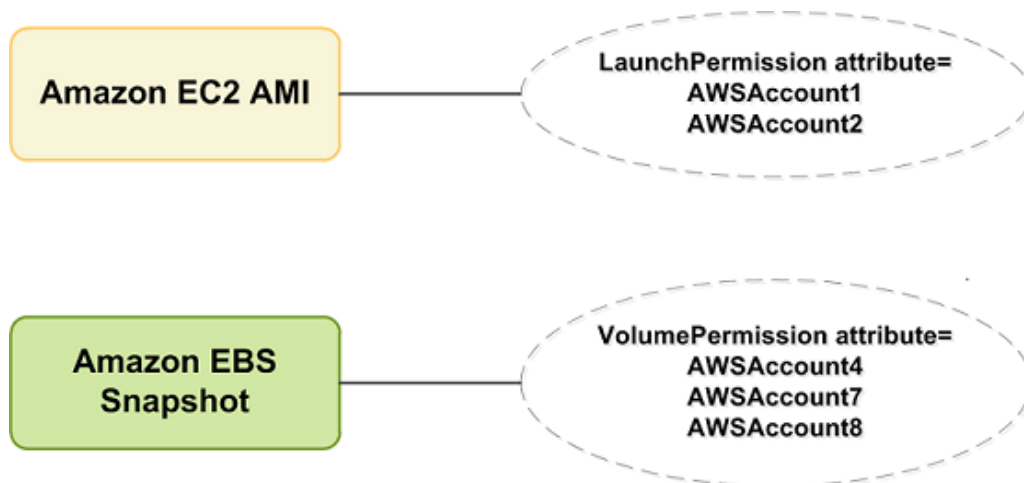 Amazon EC2 AMI
LaunchPermission attribute=
AWSAccount1
AWSAccount2
Amazon EBS
Snapshot
VolumePermission attribute=
AWSAccount4
AWSAccount7
AWSAccount8